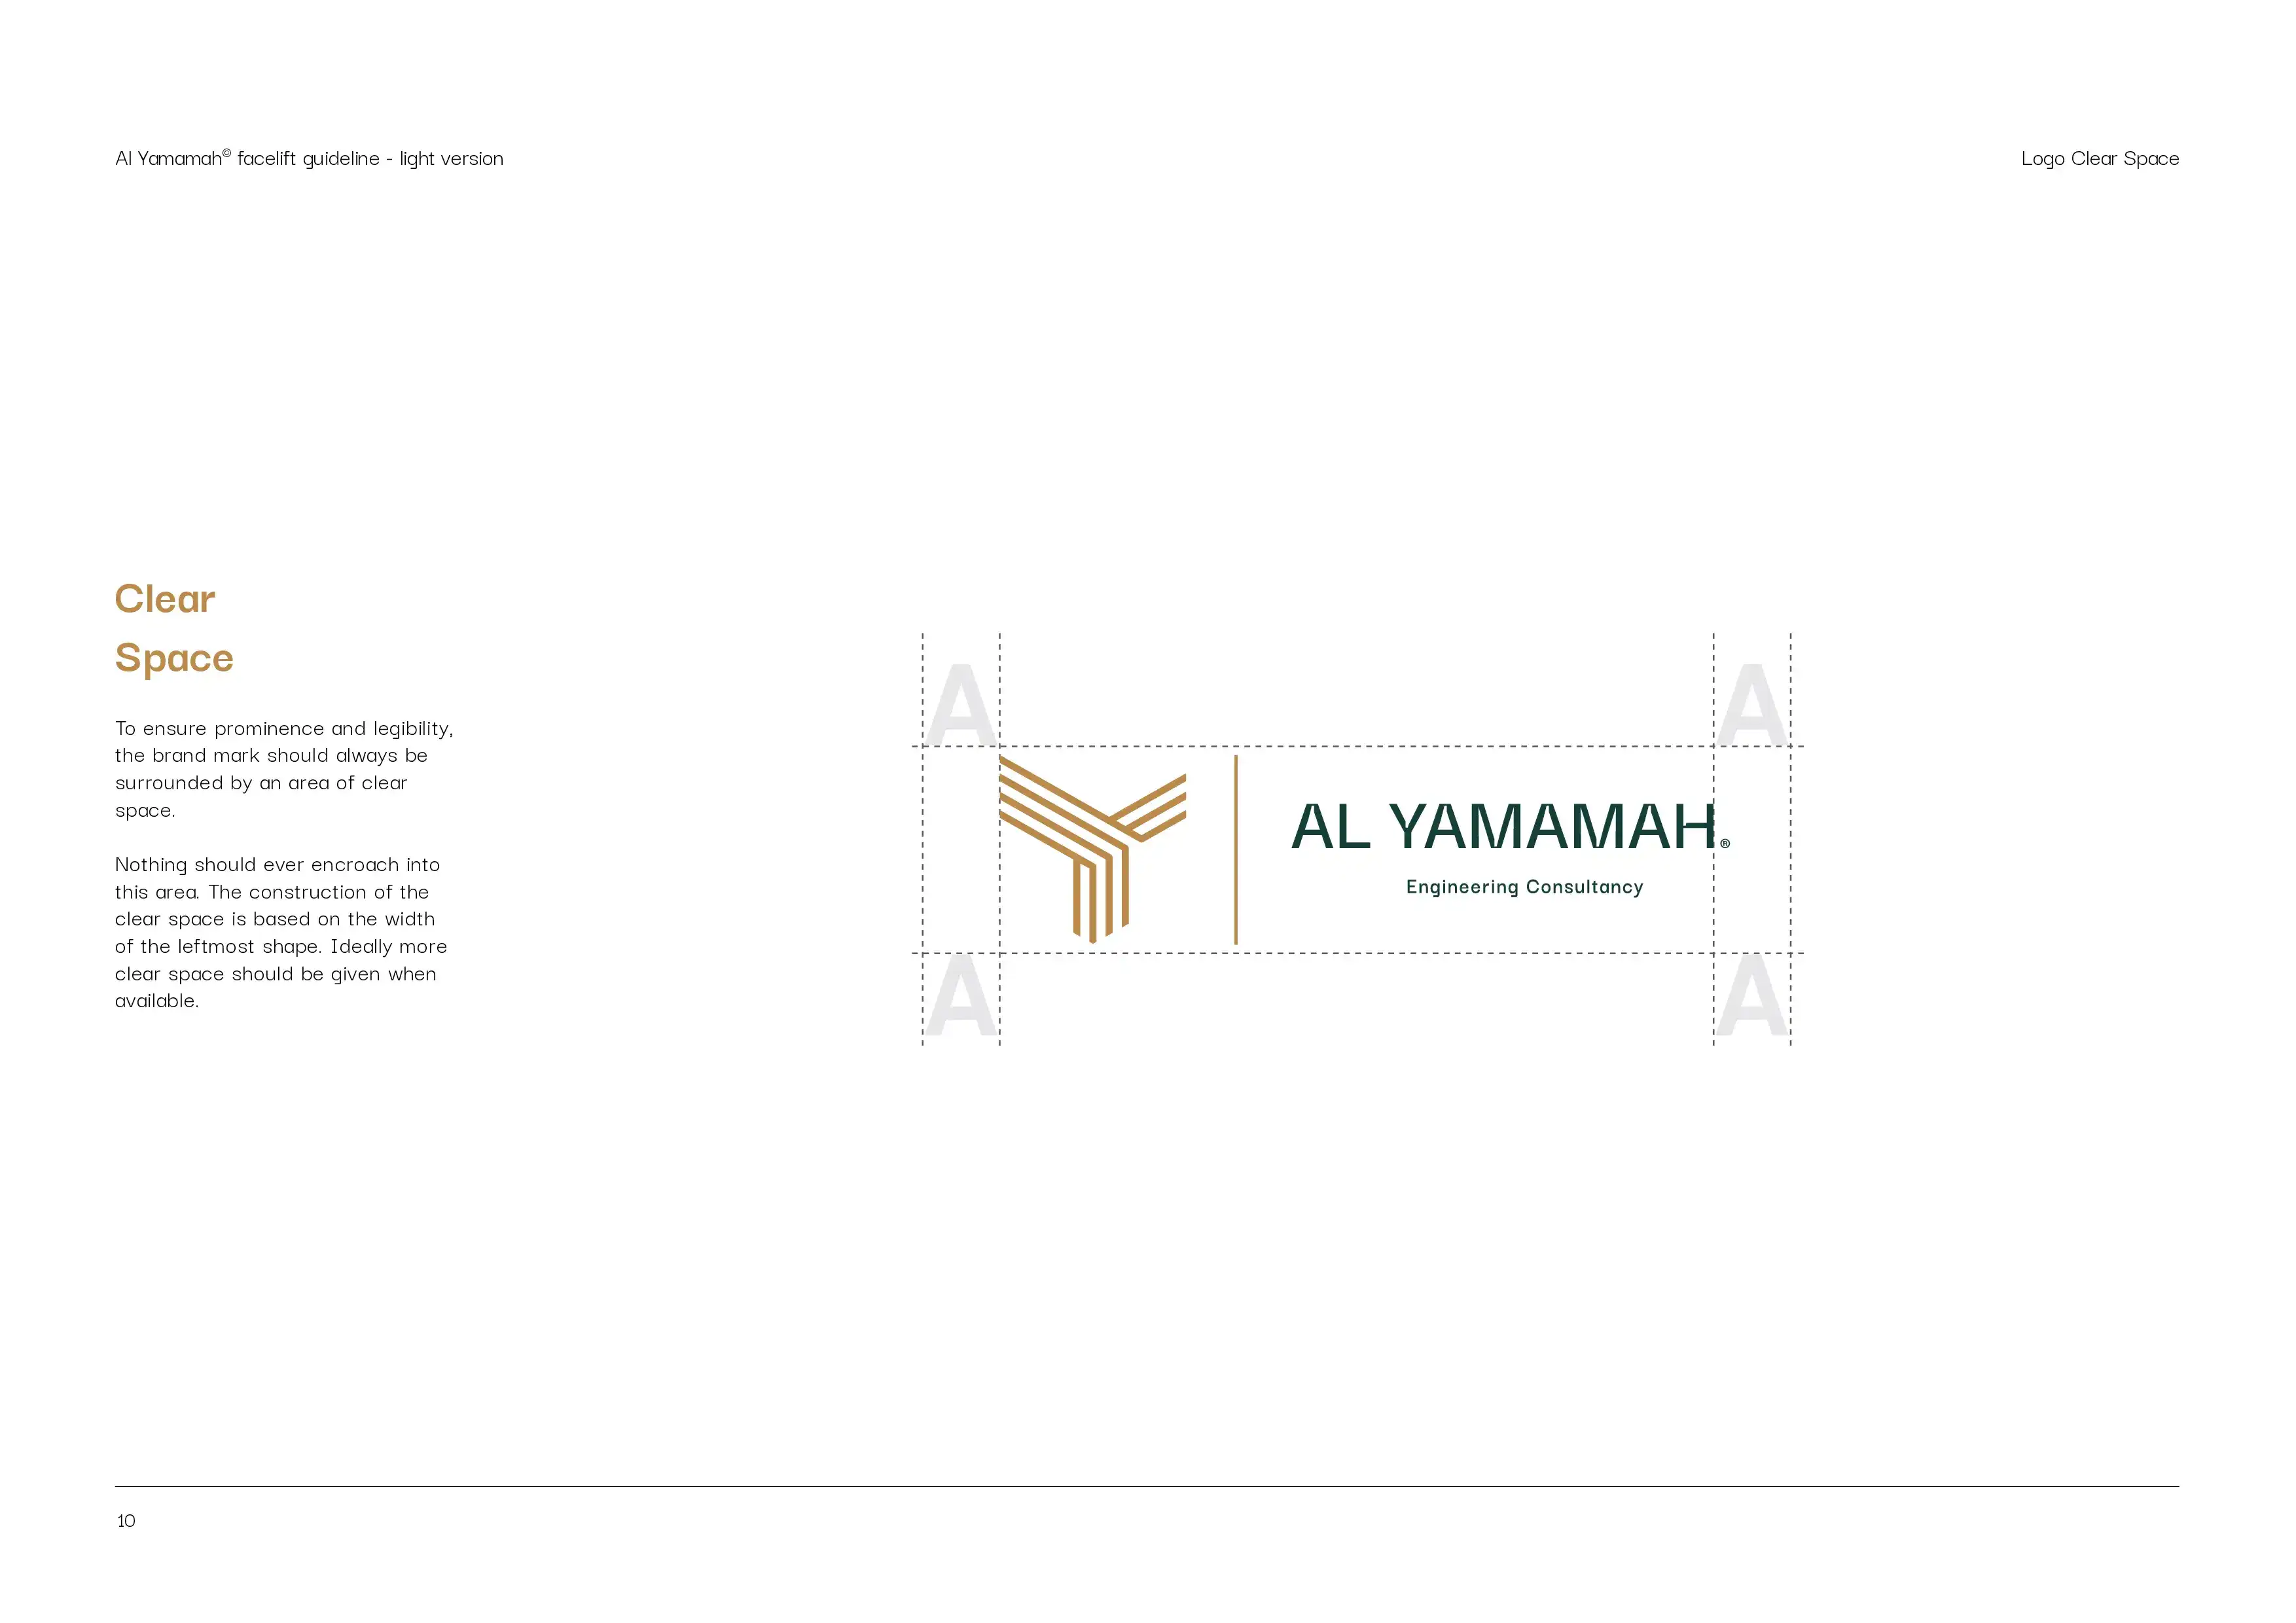 Al Yamamah© facelift guideline - light version
Logo Clear Space
Clear
Space
To ensure prominence and legibility,
the brand mark should always be
surrounded by an area of clear
space.
Nothing should ever encroach into
this area. The construction of the
clear space is based on the width
of the leftmost shape. Ideally more
clear space should be given when
available.
A
A
AL YAMAMAH®
Engineering Consultancy
A
A
10